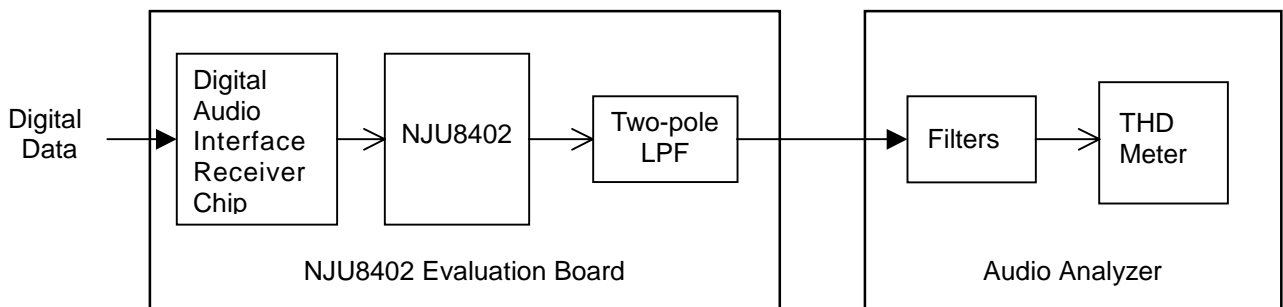 Digital
Data
Digital
Audio
Interface
Receiver
Chip
NJU8402
Two-pole
LPF
NJU8402 Evaluation Board
Filters
THD
Meter
Audio Analyzer